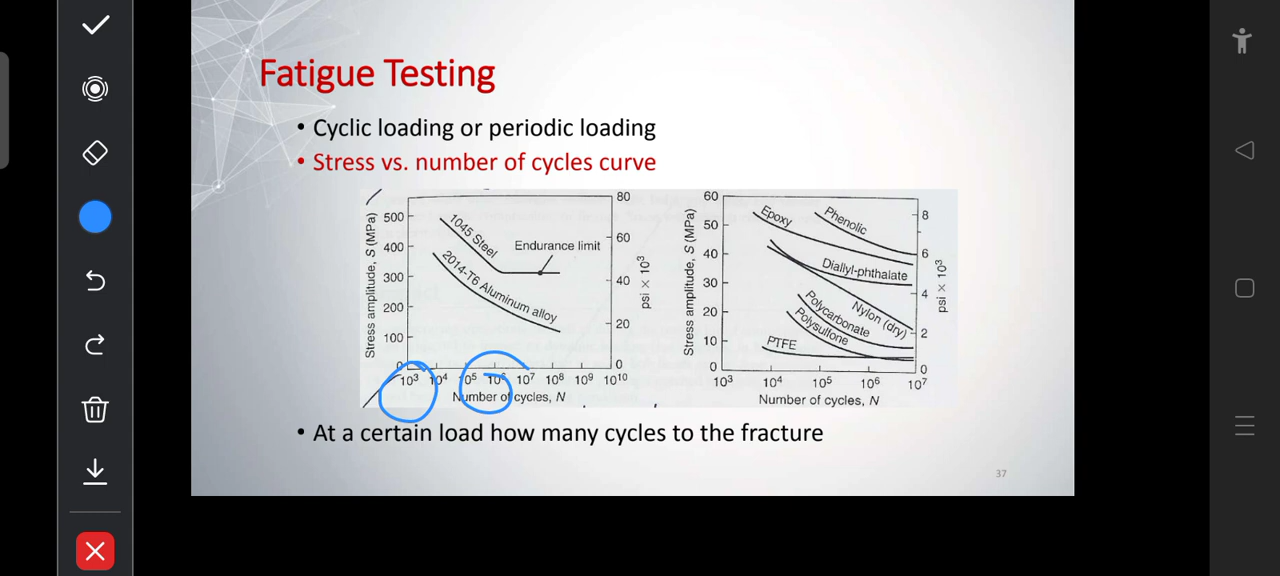 Fatigue Testing
• Cyclic loading or periodic loading
• Stress vs. number of cycles curve
Stress amplitude, S (MPa)
500
400
300
200
100
0
1045 Steel
2014-T6 Aluminum alloy
Endurance limit
80
60
40
20
0
psi × 10³
10³ 10⁴ 10⁵ 10⁶ 10⁷ 10⁸ 10⁹ 10¹⁰
Number of cycles, N
Stress amplitude, S (MPa)
60
50
40
30
20
10
0
Epoxy
Phenolic
Diallyl-phthalate
Nylon (dry)
Polycarbonate
Polysulfone
PTFE
8
6
4
2
0
psi × 10³
10³ 10⁴ 10⁵ 10⁶ 10⁷
Number of cycles, N
• At a certain load how many cycles to the fracture
37